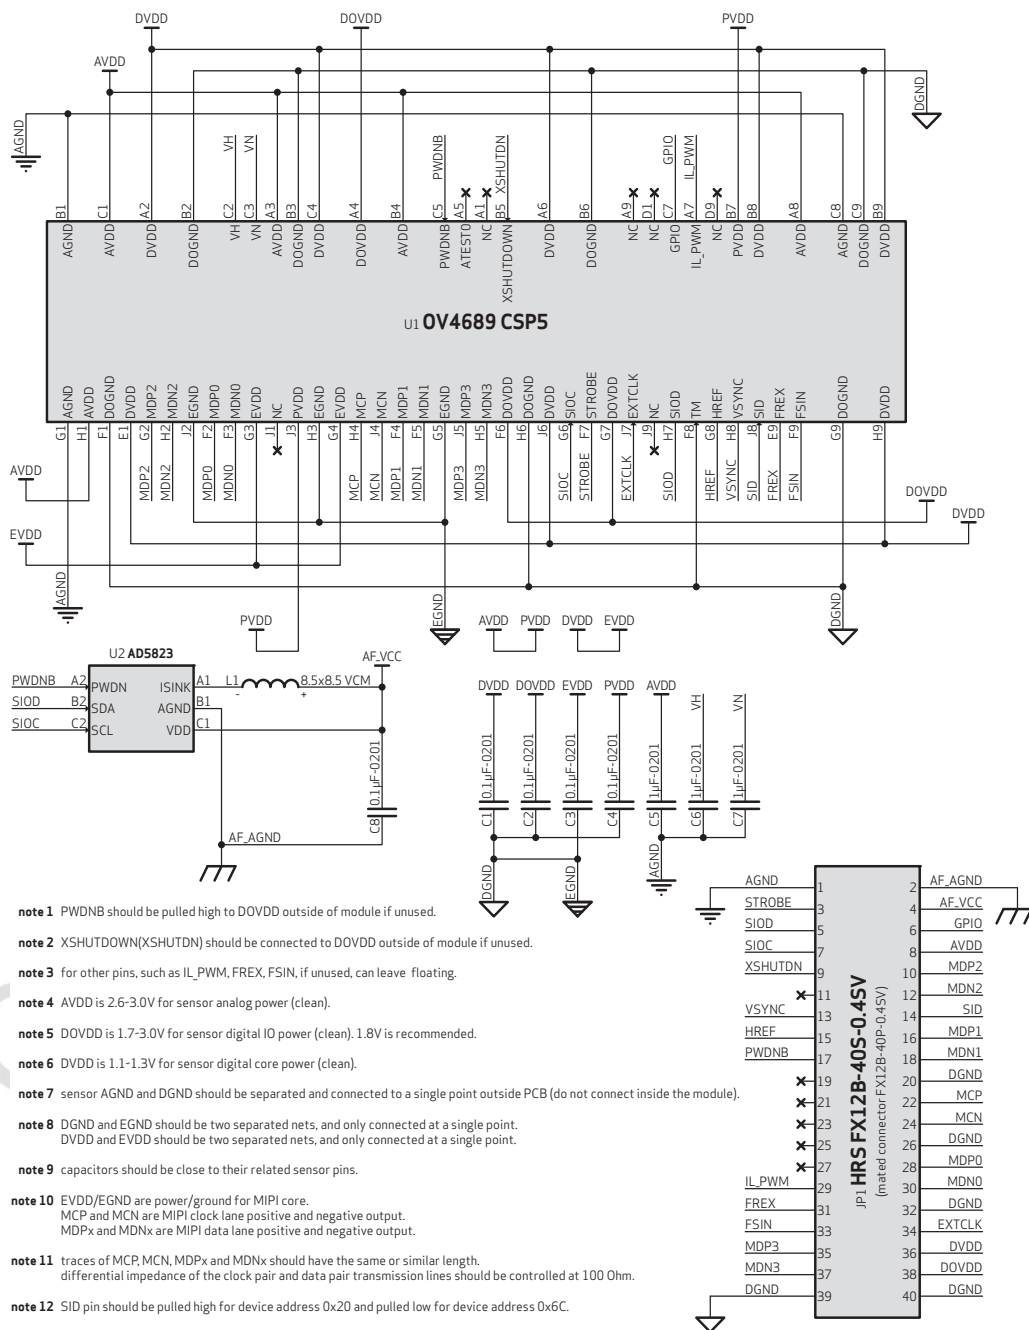 DVDD DOVDD PVDD
AVDD
AGND VH VN PWDNB XSHUTDN GPIO IL_PWM DGND
B1 C1 A2 B2 C2 C3 A3 B3 C4 A4 B4 C5 A5 A1 B5 A6 B6 A9 D1 C7 A7 D9 B7 B8 A8 C8 C9 B9
AGND AVDD DVDD DOGND VH VN AVDD DOGND DVDD DOVDD AVDD PWDNB ATEST0 NC XSHUTDOWN DVDD DOGND NC NC GPIO IL_PWM NC PVDD DVDD AVDD AGND DOGND DVDD
U1 OV4689 CSP5
AGND AVDD DOGND DVDD MDP2 MDN2 EGND MDP0 MDN0 EVDD NC PVDD EGND EVDD MCP MCN MDP1 MDN1 EGND MDP3 MDN3 DOVDD DOGND DVDD SIOC STROBE DOVDD EXTCLK NC SIOD TM HREF VSYNC SID FREX FSIN DOGND DVDD
G1 H1 F1 E1 G2 H2 J2 F2 F3 G3 J1 J3 H3 G4 H4 J4 F4 F5 G5 J5 H5 F6 H6 J6 G6 F7 G7 J7 J9 H7 F8 G8 H8 J8 E9 F9 G9 H9
AVDD MDP2 MDN2 MDP0 MDN0 MCP MCN MDP1 MDN1 MDP3 MDN3 SIOC STROBE EXTCLK SIOD HREF VSYNC SID FREX FSIN DOVDD
EVDD DVDD
AGND EGND DGND
PVDD AVDD PVDD DVDD EVDD
U2 AD5823
AF_VCC
PWDNB A2 PWDN ISINK A1 L1 8.5x8.5 VCM
- +
SIOD B2 SDA AGND B1
SIOC C2 SCL VDD C1
C8 0.1µF-0201
AF_AGND
DVDD DOVDD EVDD PVDD AVDD VH VN
C1 0.1µF-0201
C2 0.1µF-0201
C3 0.1µF-0201
C4 0.1µF-0201
C5 1µF-0201
C6 1µF-0201
C7 1µF-0201
DGND EGND AGND
note 1 PWDNB should be pulled high to DOVDD outside of module if unused.
note 2 XSHUTDOWN(XSHUTDN) should be connected to DOVDD outside of module if unused.
note 3 for other pins, such as IL_PWM, FREX, FSIN, if unused, can leave floating.
note 4 AVDD is 2.6-3.0V for sensor analog power (clean).
note 5 DOVDD is 1.7-3.0V for sensor digital IO power (clean). 1.8V is recommended.
note 6 DVDD is 1.1-1.3V for sensor digital core power (clean).
note 7 sensor AGND and DGND should be separated and connected to a single point outside PCB (do not connect inside the module).
note 8 DGND and EGND should be two separated nets, and only connected at a single point.
DVDD and EVDD should be two separated nets, and only connected at a single point.
note 9 capacitors should be close to their related sensor pins.
note 10 EVDD/EGND are power/ground for MIPI core.
MCP and MCN are MIPI clock lane positive and negative output.
MDPx and MDNx are MIPI data lane positive and negative output.
note 11 traces of MCP, MCN, MDPx and MDNx should have the same or similar length.
differential impedance of the clock pair and data pair transmission lines should be controlled at 100 Ohm.
note 12 SID pin should be pulled high for device address 0x20 and pulled low for device address 0x6C.
JP1 HRS FX12B-40S-0.4SV
(mated connector FX12B-40P-0.4SV)
AGND 1 2 AF_AGND
STROBE 3 4 AF_VCC
SIOD 5 6 GPIO
SIOC 7 8 AVDD
XSHUTDN 9 10 MDP2
11 12 MDN2
VSYNC 13 14 SID
HREF 15 16 MDP1
PWDNB 17 18 MDN1
19 20 DGND
21 22 MCP
23 24 MCN
25 26 DGND
27 28 MDP0
IL_PWM 29 30 MDN0
FREX 31 32 DGND
FSIN 33 34 EXTCLK
MDP3 35 36 DVDD
MDN3 37 38 DOVDD
DGND 39 40 DGND